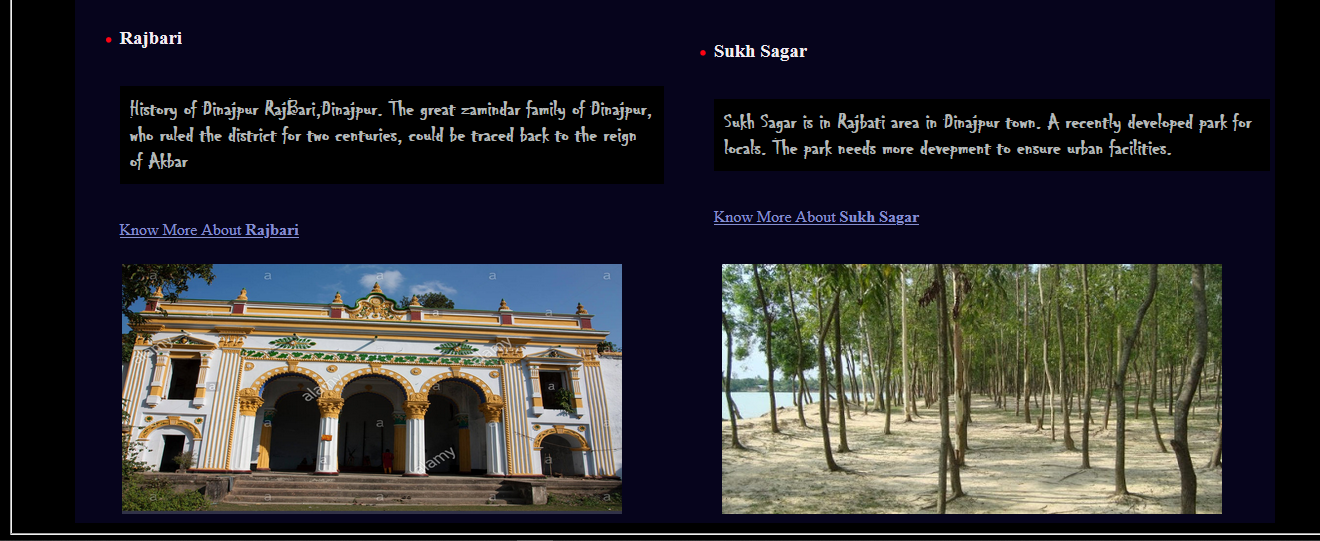 Rajbari
History of Dinajpur RajBari,Dinajpur. The great zamindar family of Dinajpur,
who ruled the district for two centuries, could be traced back to the reign
of Akbar
Know More About Rajbari
a a a a a
alamy
alamy
Sukh Sagar
Sukh Sagar is in Rajbati area in Dinajpur town. A recently developed park for
locals. The park needs more devepment to ensure urban facilities.
Know More About Sukh Sagar